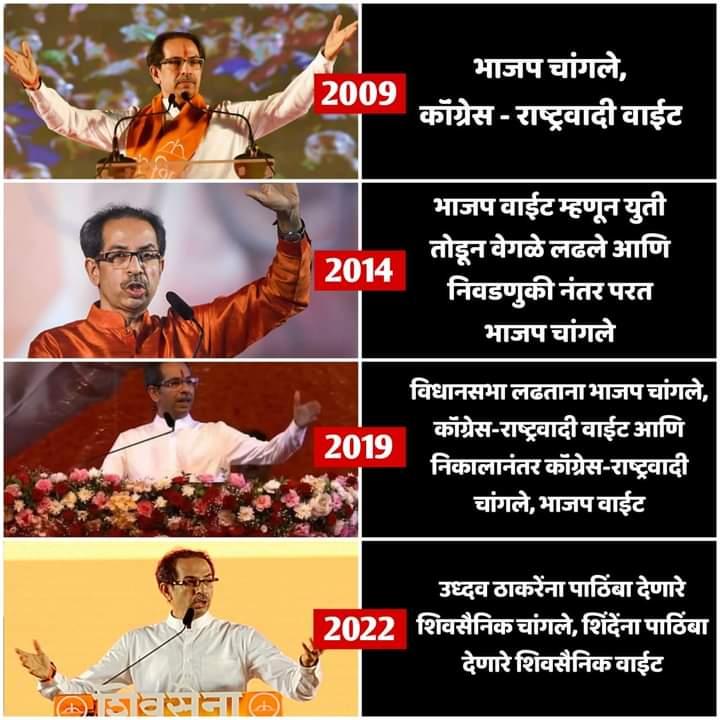 2009
भाजप चांगले,
कॉंग्रेस - राष्ट्रवादी वाईट
2014
भाजप वाईट म्हणून युती
तोडून वेगळे लढले आणि
निवडणुकी नंतर परत
भाजप चांगले
2019
विधानसभा लढताना भाजप चांगले,
कॉंग्रेस-राष्ट्रवादी वाईट आणि
निकालानंतर कॉंग्रेस-राष्ट्रवादी
चांगले, भाजप वाईट
2022
उध्दव ठाकरेंना पाठिंबा देणारे
शिवसैनिक चांगले, शिंदेंना पाठिंबा
देणारे शिवसैनिक वाईट
शिवसेना